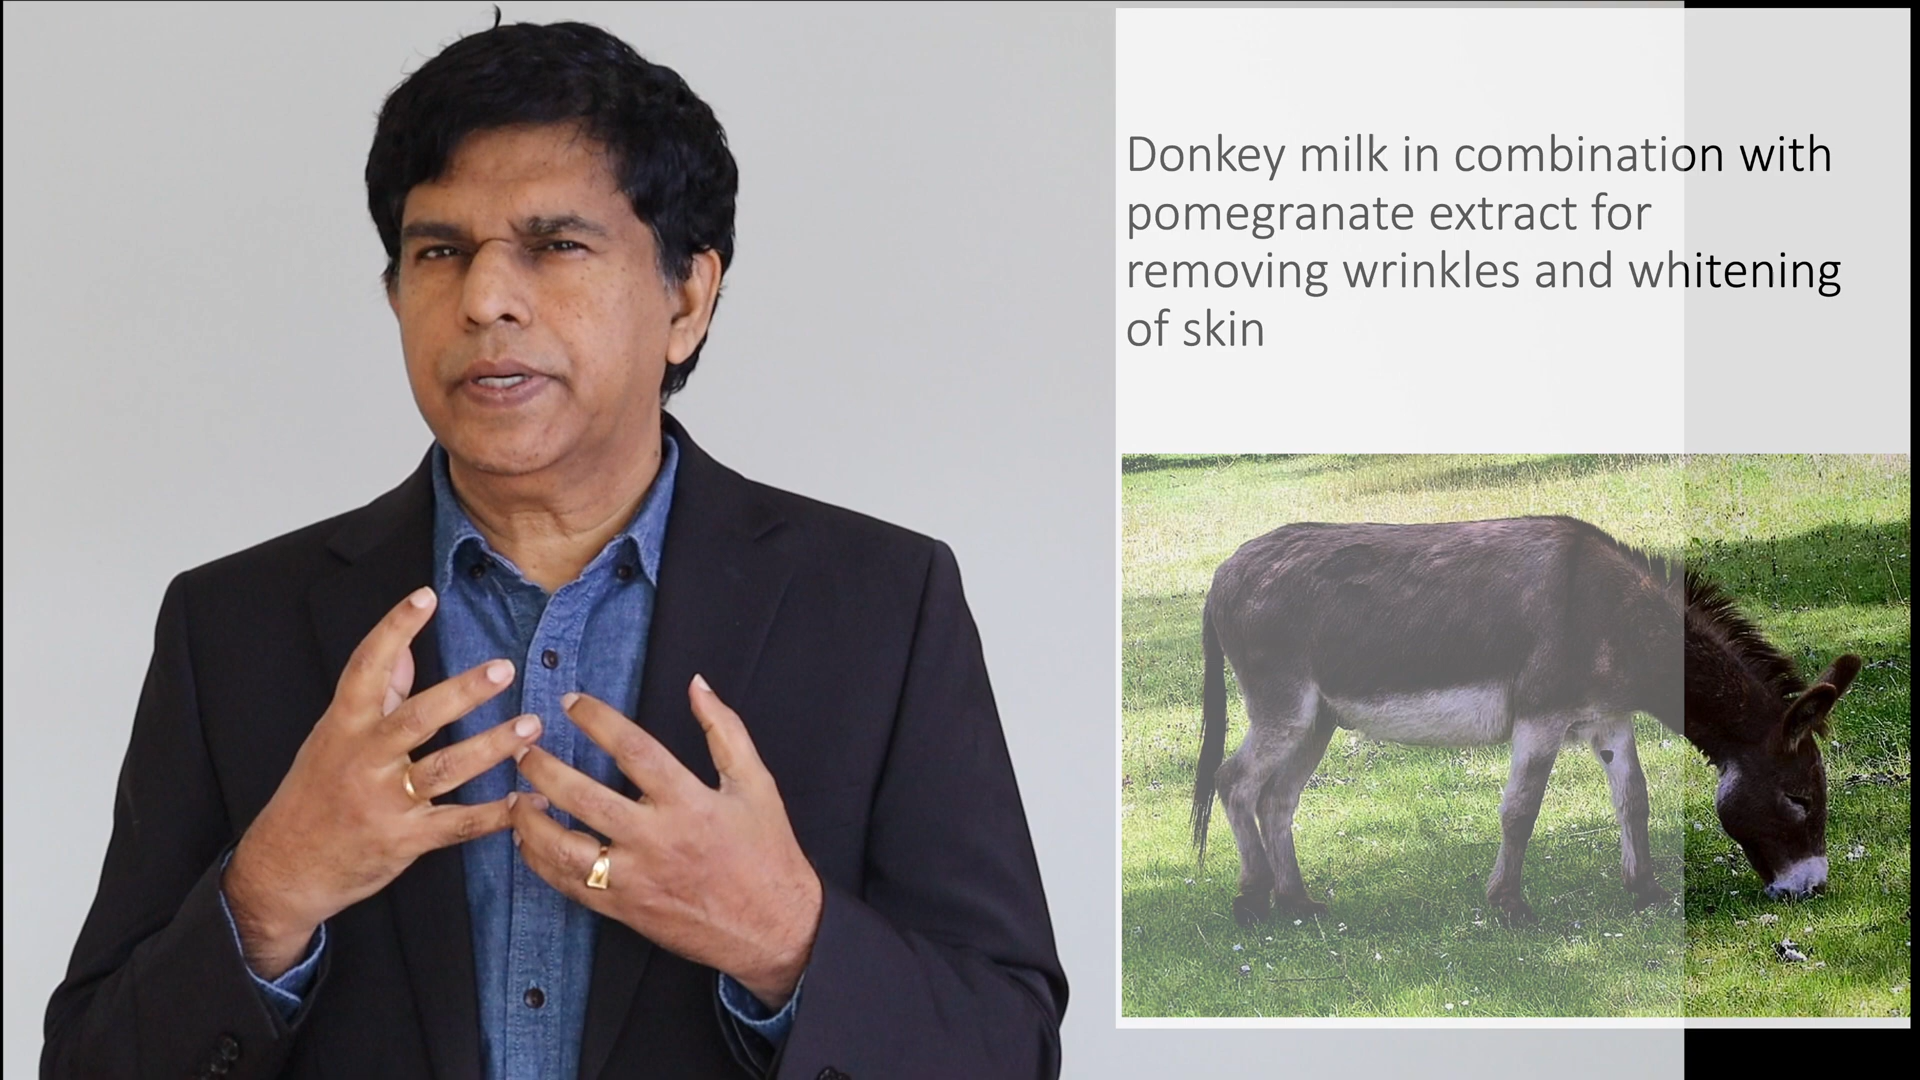 Donkey milk in combination with
pomegranate extract for
removing wrinkles and whitening
of skin